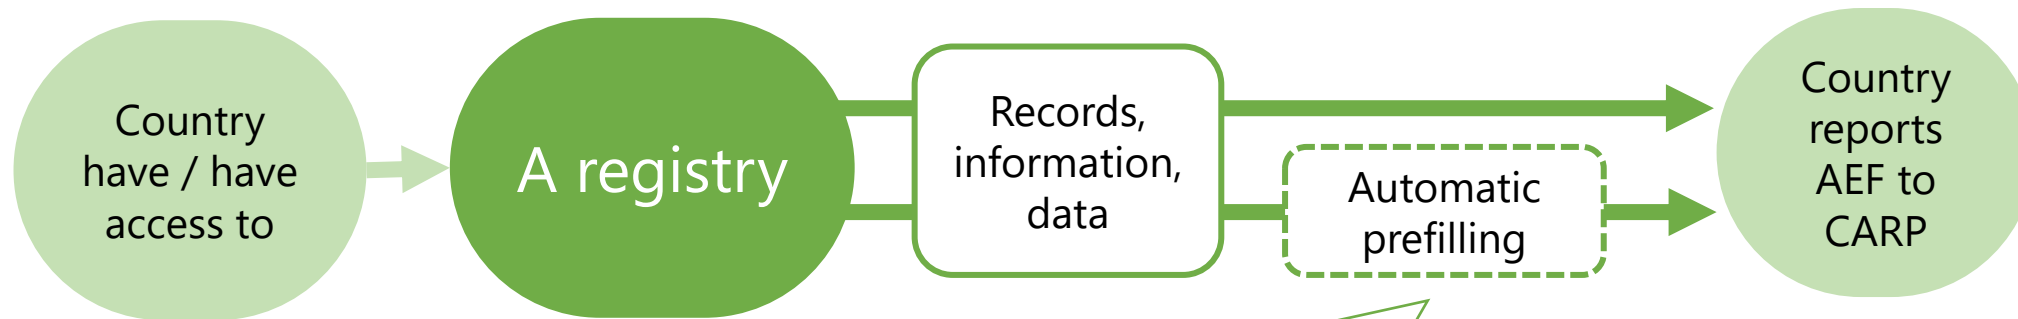 Country
have / have
access to
A registry
Records,
information,
data
Automatic
prefilling
Country
reports
AEF to
CARP